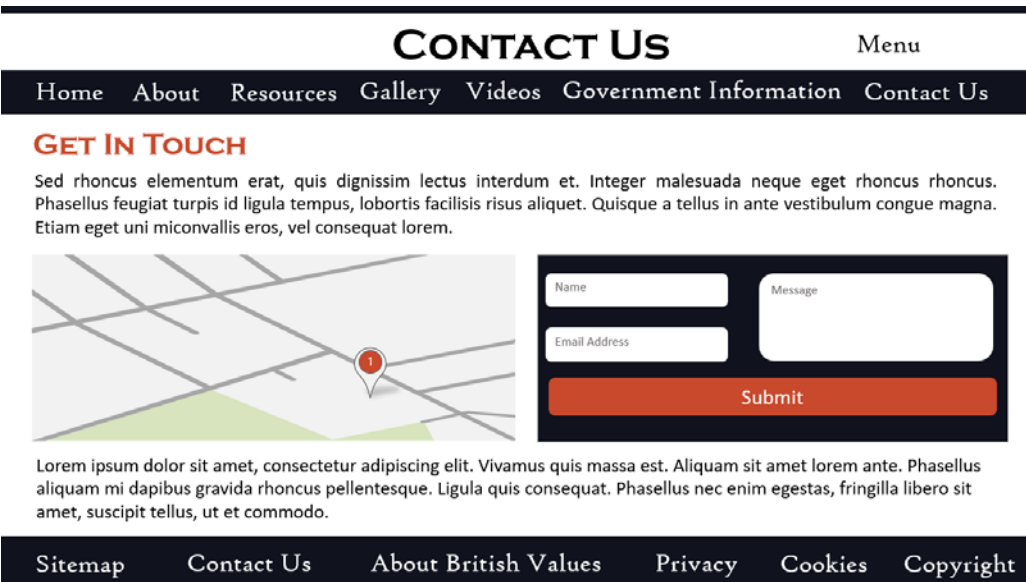 Contact Us
Menu
Home About Resources Gallery Videos Government Information Contact Us
Get In Touch
Sed rhoncus elementum erat, quis dignissim lectus interdum et. Integer malesuada neque eget rhoncus rhoncus.
Phasellus feugiat turpis id ligula tempus, lobortis facilisis risus aliquet. Quisque a tellus in ante vestibulum congue magna.
Etiam eget uni miconvallis eros, vel consequat lorem.
1
Name
Message
Email Address
Submit
Lorem ipsum dolor sit amet, consectetur adipiscing elit. Vivamus quis massa est. Aliquam sit amet lorem ante. Phasellus
aliquam mi dapibus gravida rhoncus pellentesque. Ligula quis consequat. Phasellus nec enim egestas, fringilla libero sit
amet, suscipit tellus, ut et commodo.
Sitemap Contact Us About British Values Privacy Cookies Copyright